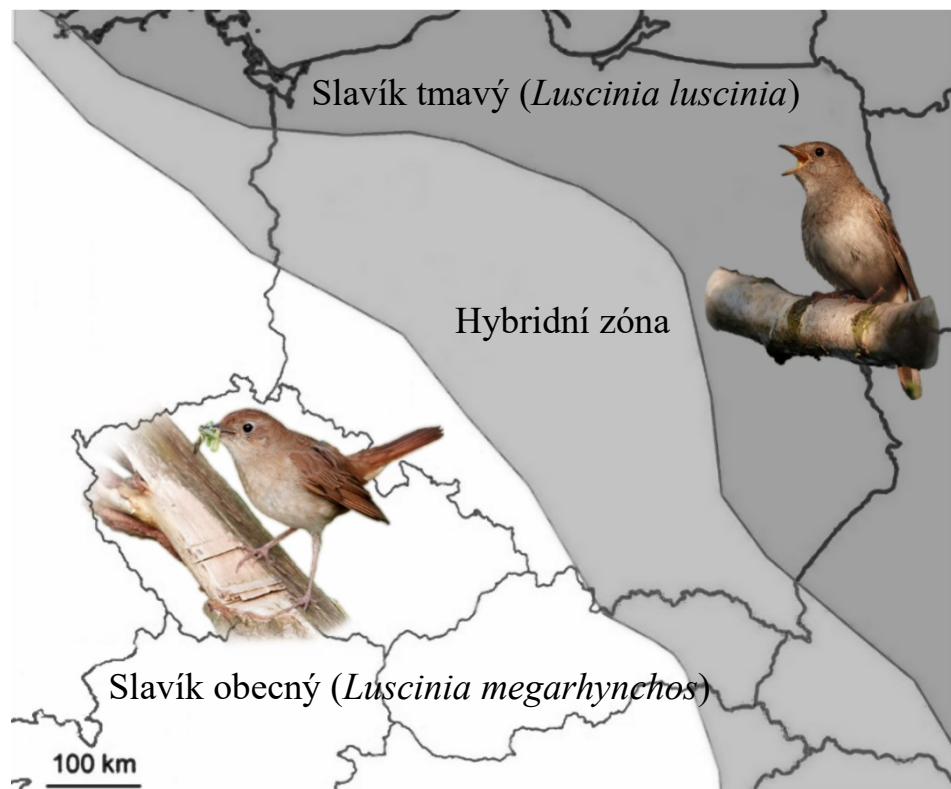 Slavík tmavý (Luscinia luscinia)
Hybridní zóna
Slavík obecný (Luscinia megarhynchos)
100 km